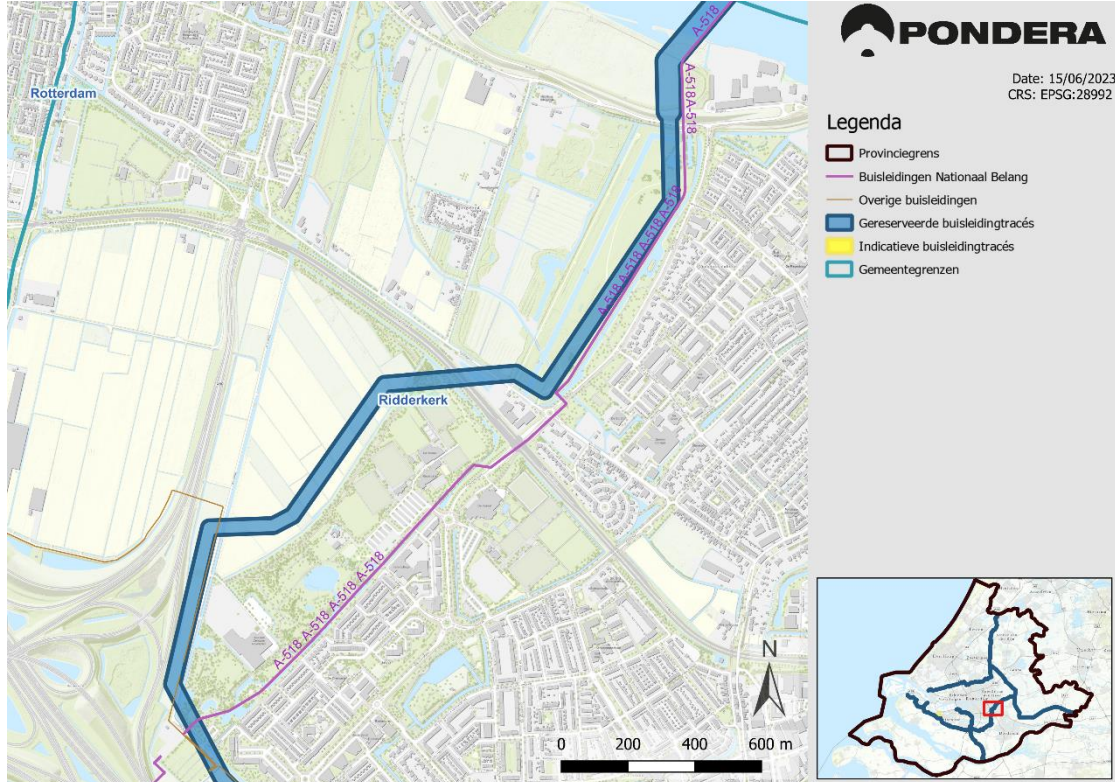 PONDERA
Date: 15/06/2023
CRS: EPSG:28992
Legenda
Provinciegrens
Buisleidingen Nationaal Belang
Overige buisleidingen
Gereserveerde buisleidingtracés
Indicatieve buisleidingtracés
Gemeentegrenzen
Rotterdam
Ridderkerk
A-518
A-518 A-518
A-518 A-518 A-518 A-518
A-518 A-518 A-518 A-518
N
0 200 400 600 m